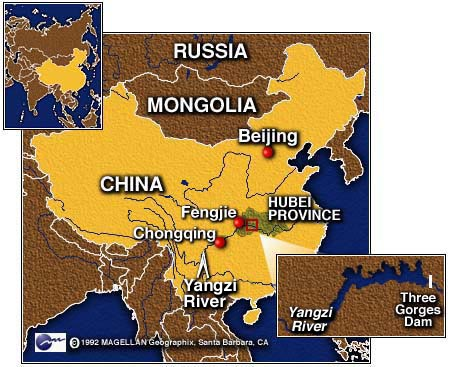 RUSSIA
MONGOLIA
Beijing
CHINA
HUBEI
PROVINCE
Fengjie
Chongqing
Yangzi
River
Yangzi
River
Three
Gorges
Dam
© 1992 MAGELLAN Geographix, Santa Barbara, CA